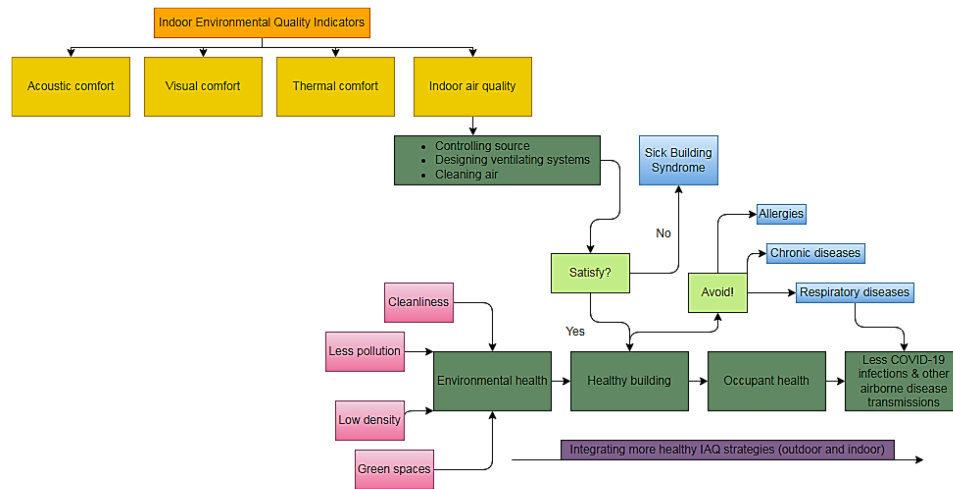 Indoor Environmental Quality Indicators
Acoustic comfort
Visual comfort
Thermal comfort
Indoor air quality
• Controlling source
• Designing ventilating systems
• Cleaning air
Sick Building
Syndrome
No
Allergies
Chronic diseases
Satisfy?
Avoid!
Respiratory diseases
Cleanliness
Yes
Less pollution
Environmental health
Healthy building
Occupant health
Less COVID-19
infections & other
airborne disease
transmissions
Low density
Green spaces
Integrating more healthy IAQ strategies (outdoor and indoor)